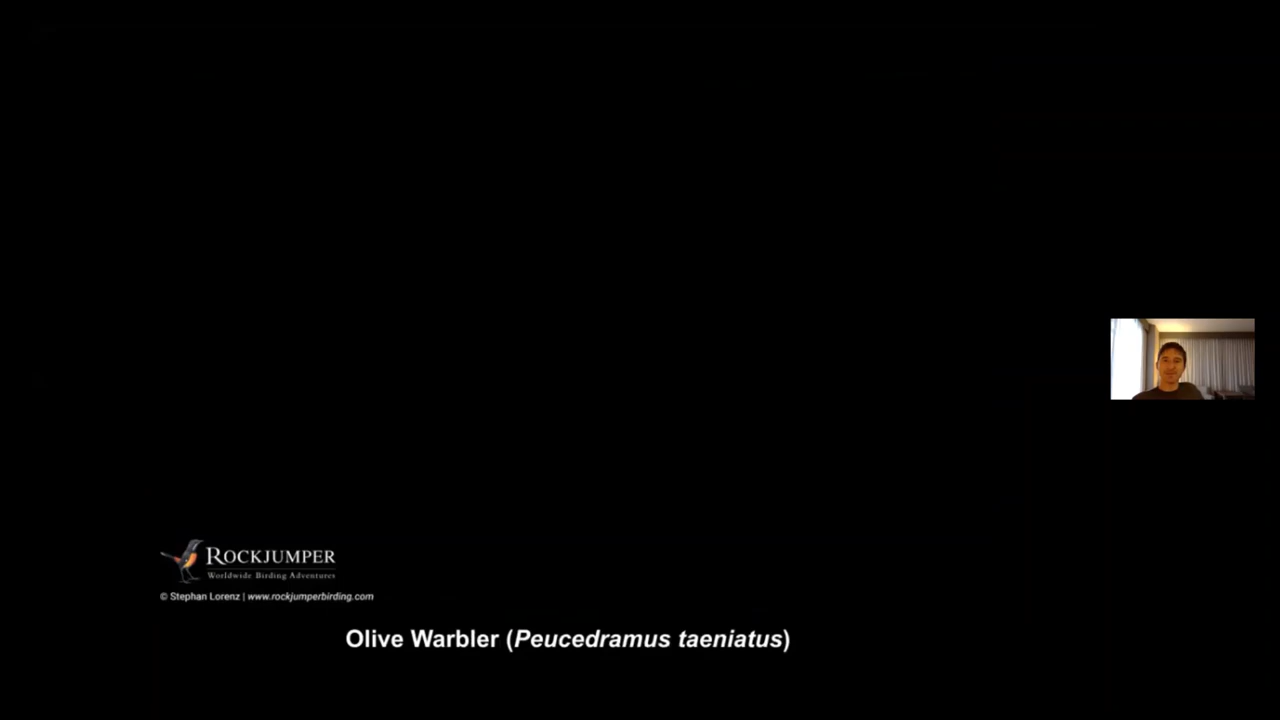 ROCKJUMPER
Worldwide Birding Adventures
© Stephan Lorenz | www.rockjumperbirding.com
Olive Warbler (Peucedramus taeniatus)